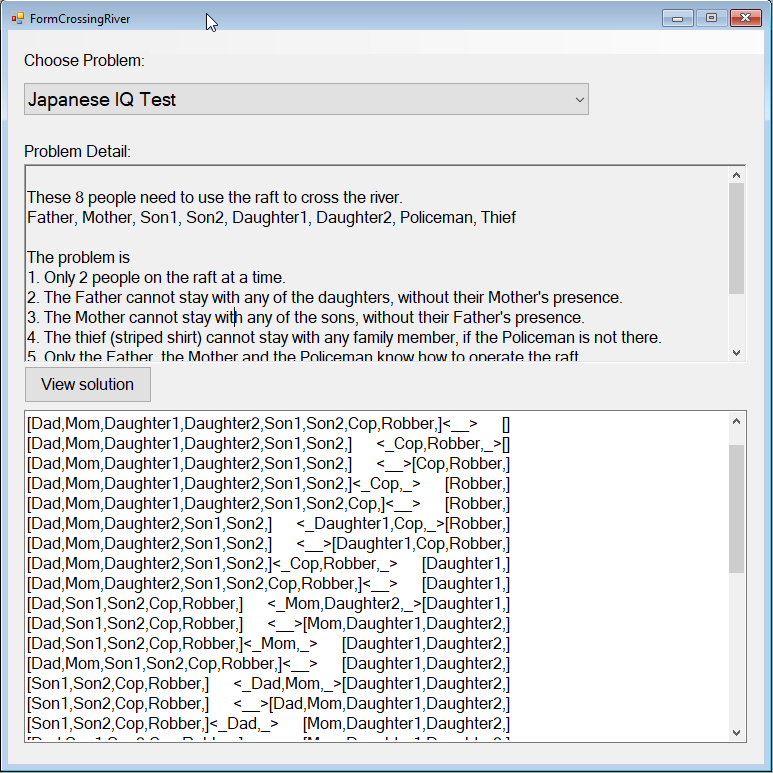 FormCrossingRiver
Choose Problem:
Japanese IQ Test
Problem Detail:
These 8 people need to use the raft to cross the river.
Father, Mother, Son1, Son2, Daughter1, Daughter2, Policeman, Thief
The problem is
1. Only 2 people on the raft at a time.
2. The Father cannot stay with any of the daughters, without their Mother's presence.
3. The Mother cannot stay with any of the sons, without their Father's presence.
4. The thief (striped shirt) cannot stay with any family member, if the Policeman is not there.
5. Only the Father, the Mother and the Policeman know how to operate the raft
View solution
[Dad,Mom,Daughter1,Daughter2,Son1,Son2,Cop,Robber,]<__> []
[Dad,Mom,Daughter1,Daughter2,Son1,Son2,] <_Cop,Robber,_>[]
[Dad,Mom,Daughter1,Daughter2,Son1,Son2,] <__>[Cop,Robber,]
[Dad,Mom,Daughter1,Daughter2,Son1,Son2,]<_Cop,_> [Robber,]
[Dad,Mom,Daughter1,Daughter2,Son1,Son2,Cop,]<__> [Robber,]
[Dad,Mom,Daughter2,Son1,Son2,] <_Daughter1,Cop,_>[Robber,]
[Dad,Mom,Daughter2,Son1,Son2,] <__>[Daughter1,Cop,Robber,]
[Dad,Mom,Daughter2,Son1,Son2,]<_Cop,Robber,_> [Daughter1,]
[Dad,Mom,Daughter2,Son1,Son2,Cop,Robber,]<__> [Daughter1,]
[Dad,Son1,Son2,Cop,Robber,] <_Mom,Daughter2,_>[Daughter1,]
[Dad,Son1,Son2,Cop,Robber,] <__>[Mom,Daughter1,Daughter2,]
[Dad,Son1,Son2,Cop,Robber,]<_Mom,_> [Daughter1,Daughter2,]
[Dad,Mom,Son1,Son2,Cop,Robber,]<__> [Daughter1,Daughter2,]
[Son1,Son2,Cop,Robber,] <_Dad,Mom,_>[Daughter1,Daughter2,]
[Son1,Son2,Cop,Robber,] <__>[Dad,Mom,Daughter1,Daughter2,]
[Son1,Son2,Cop,Robber,]<_Dad,_> [Mom,Daughter1,Daughter2,]